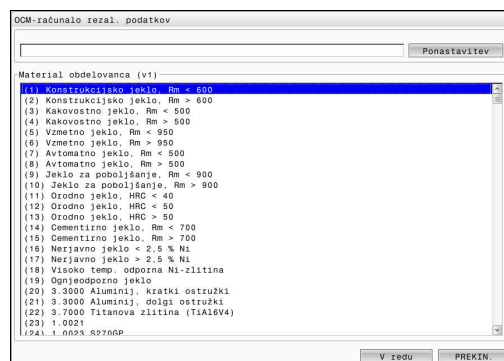 OCM-računalo rezal. podatkov
Ponastavitev
Material obdelovanca (v1)
(1) Konstrukcijsko jeklo, Rm < 600
(2) Konstrukcijsko jeklo, Rm > 600
(3) Kakovostno jeklo, Rm < 500
(4) Kakovostno jeklo, Rm > 500
(5) Vzmetno jeklo, Rm < 950
(6) Vzmetno jeklo, Rm > 950
(7) Avtomatno jeklo, Rm < 500
(8) Avtomatno jeklo, Rm > 500
(9) Jeklo za poboljšanje, Rm < 900
(10) Jeklo za poboljšanje, Rm > 900
(11) Orodno jeklo, HRC < 40
(12) Orodno jeklo, HRC < 50
(13) Orodno jeklo, HRC > 50
(14) Cementirno jeklo, Rm < 700
(15) Cementirno jeklo, Rm > 700
(16) Nerjavno jeklo < 2,5 % Ni
(17) Nerjavno jeklo > 2,5 % Ni
(18) Visoko temp. odporna Ni-zlitina
(19) Ognjeodporno jeklo
(20) 3.3000 Aluminij, kratki ostružki
(21) 3.3000 Aluminij, dolgi ostružki
(22) 3.7000 Titanova zlitina (TiAl6V4)
(23) 1.0021
(24) 1.0023 S270GP
V redu
PREKIN.